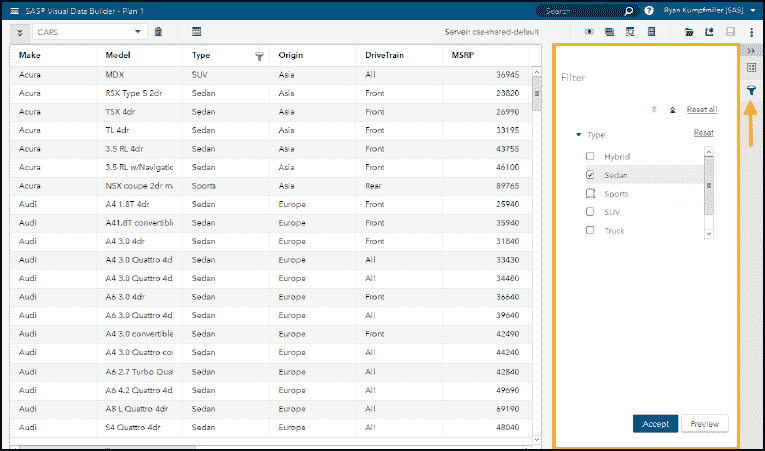 SAS® Visual Data Builder - Plan 1 Search Ryan Kumpfmiller [SAS]
CARS Server: cas-shared-default
Make Model Type Origin DriveTrain MSRP
Acura MDX SUV Asia All 36945
Acura RSX Type S 2dr Sedan Asia Front 23820
Acura TSX 4dr Sedan Asia Front 26990
Acura TL 4dr Sedan Asia Front 33195
Acura 3.5 RL 4dr Sedan Asia Front 43755
Acura 3.5 RL w/Navigatic Sedan Asia Front 46100
Acura NSX coupe 2dr m Sports Asia Rear 89765
Audi A4 1.8T 4dr Sedan Europe Front 25940
Audi A41.8T convertible Sedan Europe Front 35940
Audi A4 3.0 4dr Sedan Europe Front 31840
Audi A4 3.0 Quattro 4d Sedan Europe All 33430
Audi A4 3.0 Quattro 4d Sedan Europe All 34480
Audi A6 3.0 4dr Sedan Europe Front 36640
Audi A6 3.0 Quattro 4d Sedan Europe All 39640
Audi A4 3.0 convertible Sedan Europe Front 42490
Audi A4 3.0 Quattro co Sedan Europe All 44240
Audi A6 2.7 Turbo Quat Sedan Europe All 42840
Audi A6 4.2 Quattro 4d Sedan Europe All 49690
Audi A8 L Quattro 4dr Sedan Europe All 69190
Audi S4 Quattro 4dr Sedan Europe All 48040
Filter
Reset all
Type Reset
Hybrid
Sedan
Sports
SUV
Truck
Accept Preview